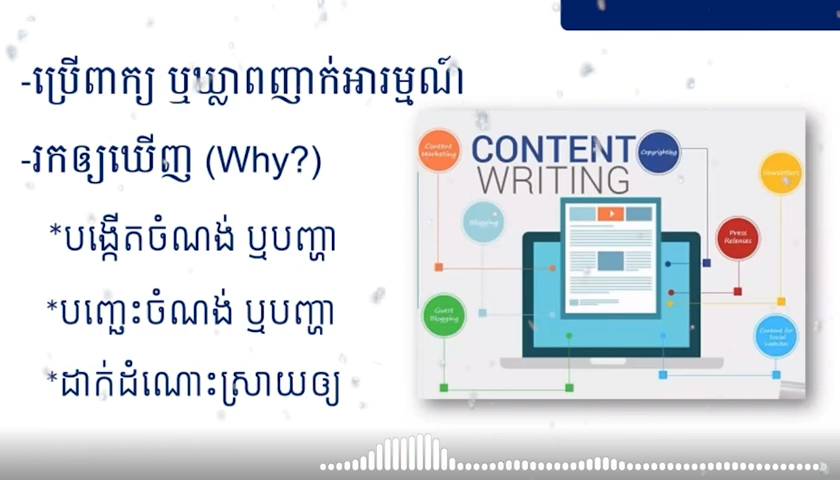 -ប្រើពាក្យ ឬឃ្លាពញាក់អារម្មណ៍
-រកឲ្យឃើញ (Why?)
*បង្កើតចំណង់ ឬបញ្ហា
*បញ្ឆេះចំណង់ ឬបញ្ហា
*ដាក់ដំណោះស្រាយឲ្យ
CONTENT
WRITING
Content
Marketing
Copyrighting
Newsletters
Blogging
Press
Releases
Guest
Blogging
Content for
Social
Websites